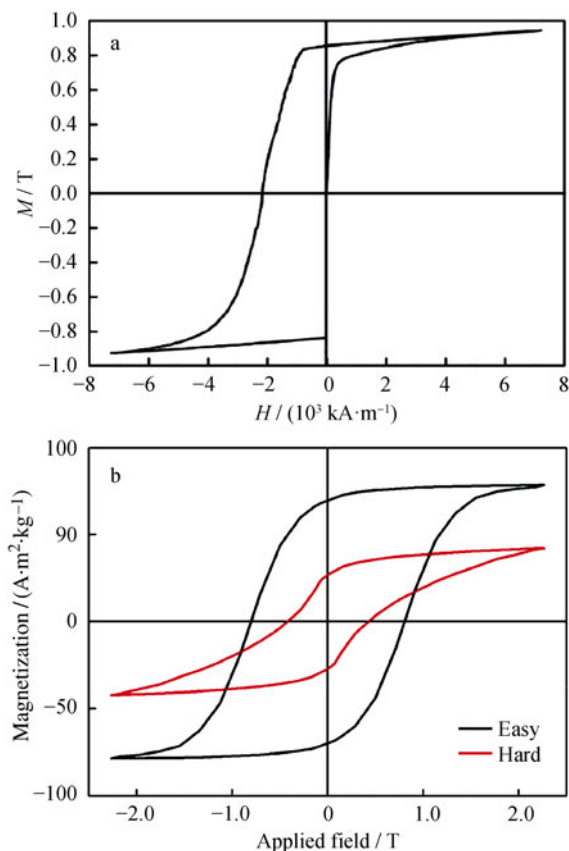 a
1.0
0.8
0.6
0.4
0.2
0.0
−0.2
−0.4
−0.6
−0.8
−1.0
M / T
−8 −6 −4 −2 0 2 4 6 8
H / (10³ kA·m⁻¹)
b
100
90
0
−50
−100
Magnetization / (A·m²·kg⁻¹)
Easy
Hard
−2.0 −1.0 0 1.0 2.0
Applied field / T